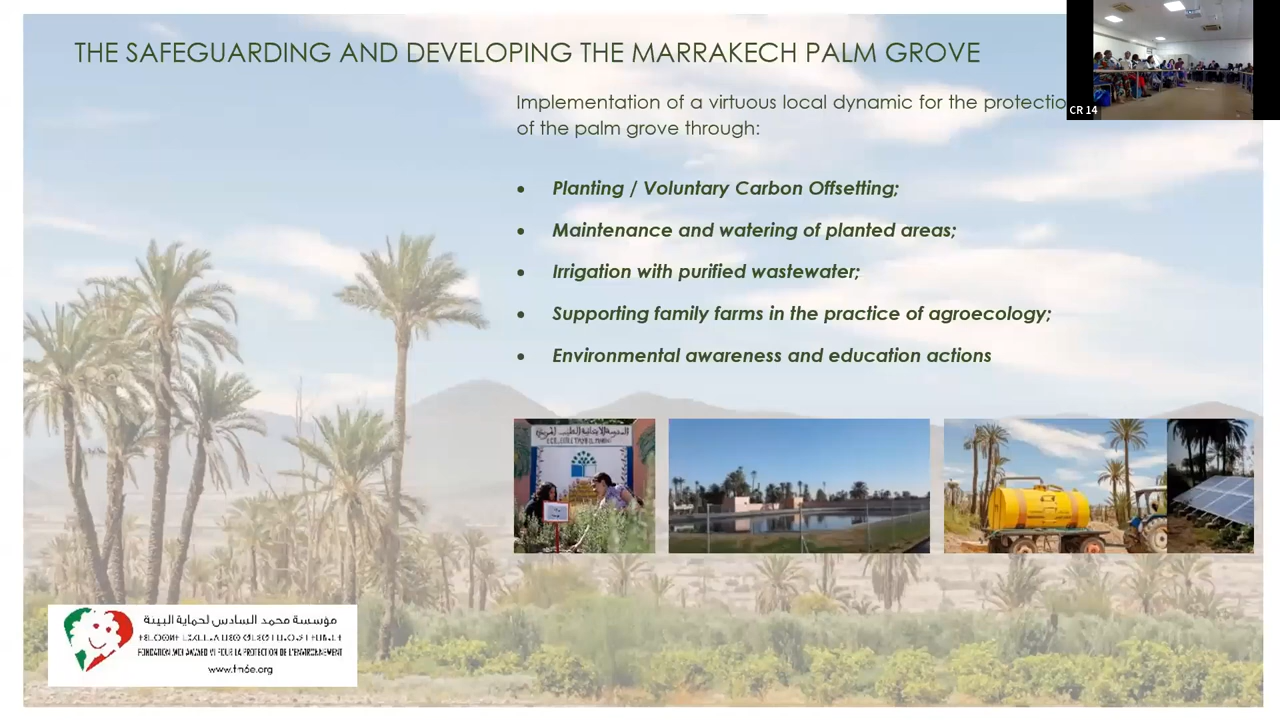 THE SAFEGUARDING AND DEVELOPING THE MARRAKECH PALM GROVE
CR 14
Implementation of a virtuous local dynamic for the protectio
of the palm grove through:
• Planting / Voluntary Carbon Offsetting;
• Maintenance and watering of planted areas;
• Irrigation with purified wastewater;
• Supporting family farms in the practice of agroecology;
• Environmental awareness and education actions
مؤسسة محمد السادس لحماية البيئة
FONDATION MOHAMMED VI POUR LA PROTECTION DE L'ENVIRONNEMENT
www.fm6e.org